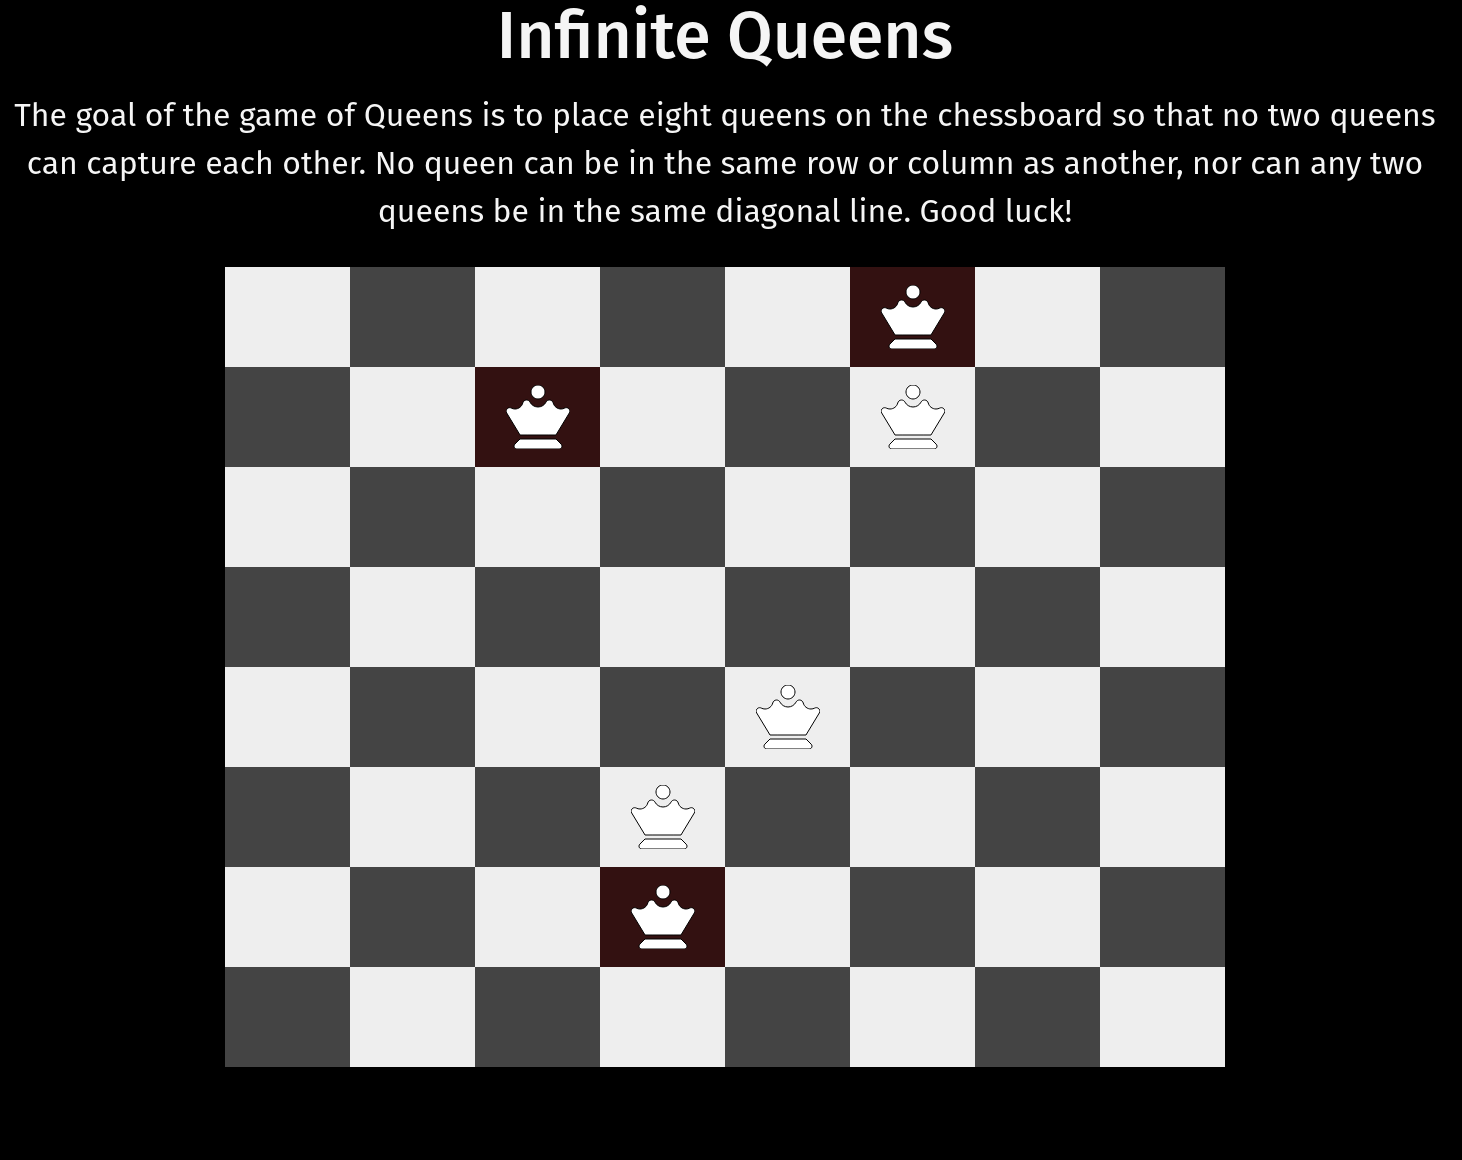 Infinite Queens
The goal of the game of Queens is to place eight queens on the chessboard so that no two queens
can capture each other. No queen can be in the same row or column as another, nor can any two
queens be in the same diagonal line. Good luck!